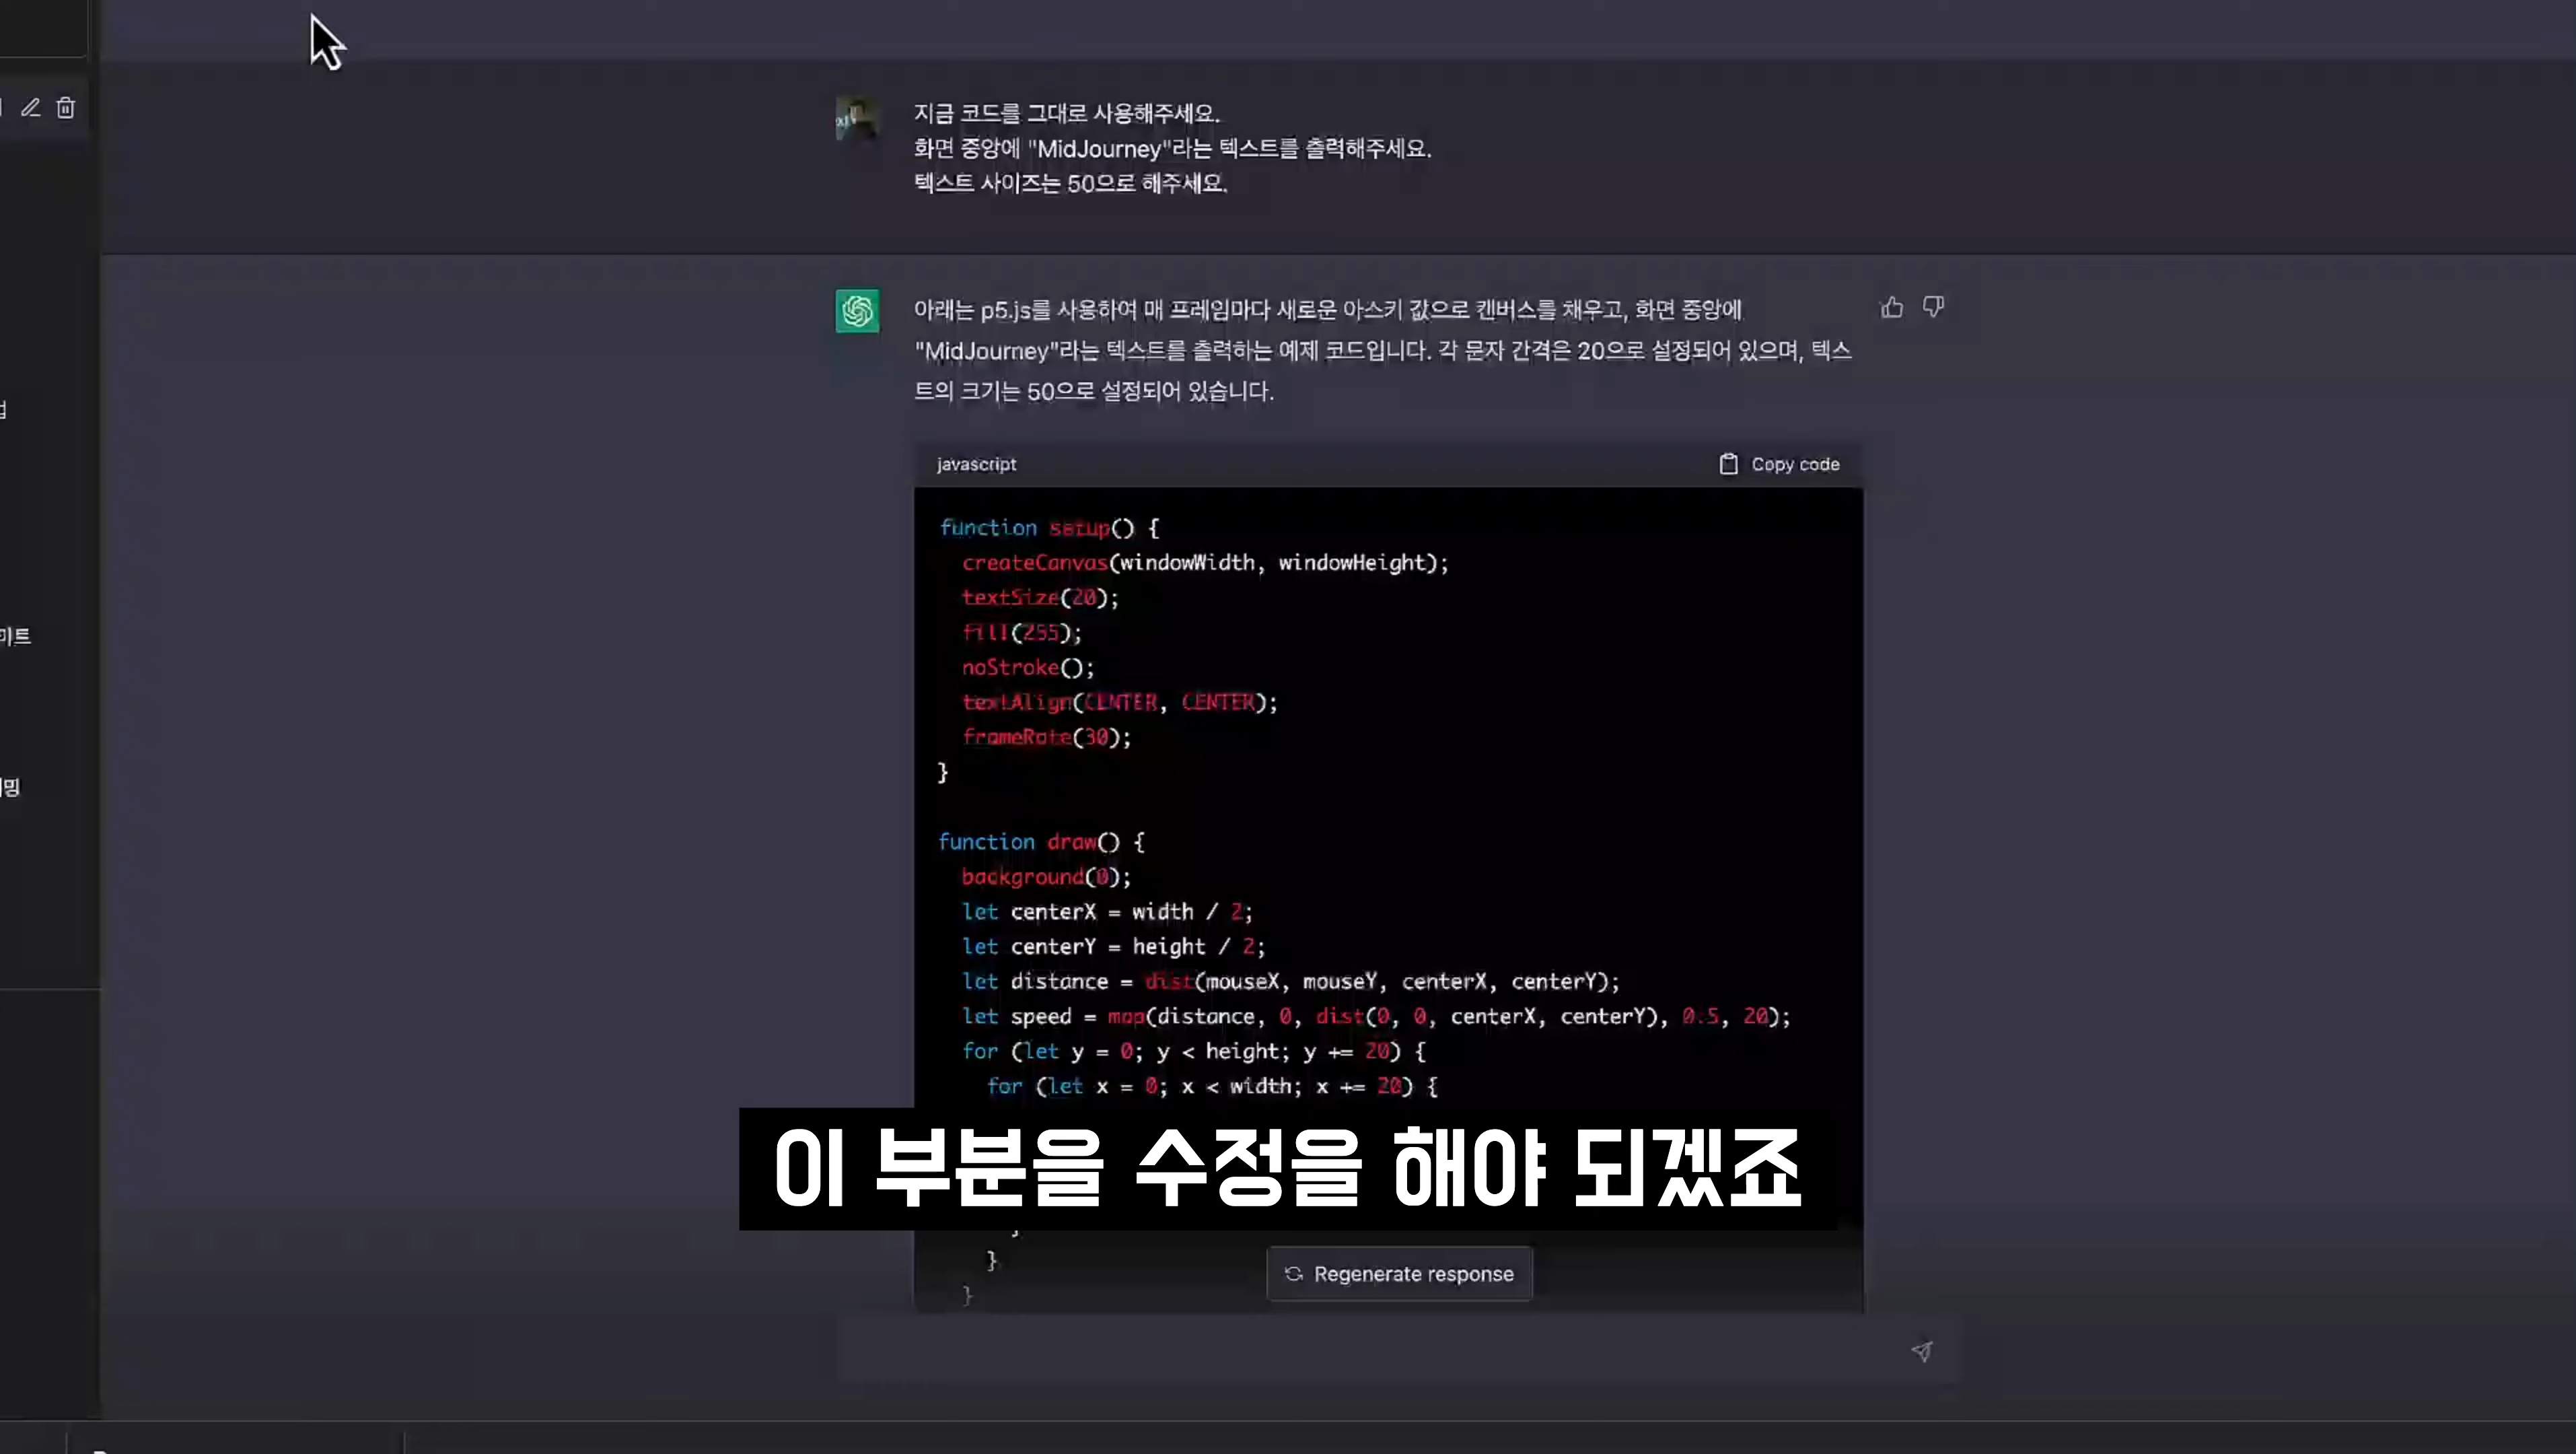 지금 코드를 그대로 사용해주세요.
화면 중앙에 "MidJourney"라는 텍스트를 출력해주세요.
텍스트 사이즈는 50으로 해주세요.
아래는 p5.js를 사용하여 매 프레임마다 새로운 아스키 값으로 캔버스를 채우고, 화면 중앙에
"MidJourney"라는 텍스트를 출력하는 예제 코드입니다. 각 문자 간격은 20으로 설정되어 있으며, 텍스
트의 크기는 50으로 설정되어 있습니다.
javascript
Copy code
function setup() {
  createCanvas(windowWidth, windowHeight);
  textSize(20);
  fill(255);
  noStroke();
  textAlign(CENTER, CENTER);
  frameRate(30);
}
function draw() {
  background(0);
  let centerX = width / 2;
  let centerY = height / 2;
  let distance = dist(mouseX, mouseY, centerX, centerY);
  let speed = map(distance, 0, dist(0, 0, centerX, centerY), 0.5, 20);
  for (let y = 0; y < height; y += 20) {
    for (let x = 0; x < width; x += 20) {
이 부분을 수정을 해야 되겠죠
    }
  }
Regenerate response
미트